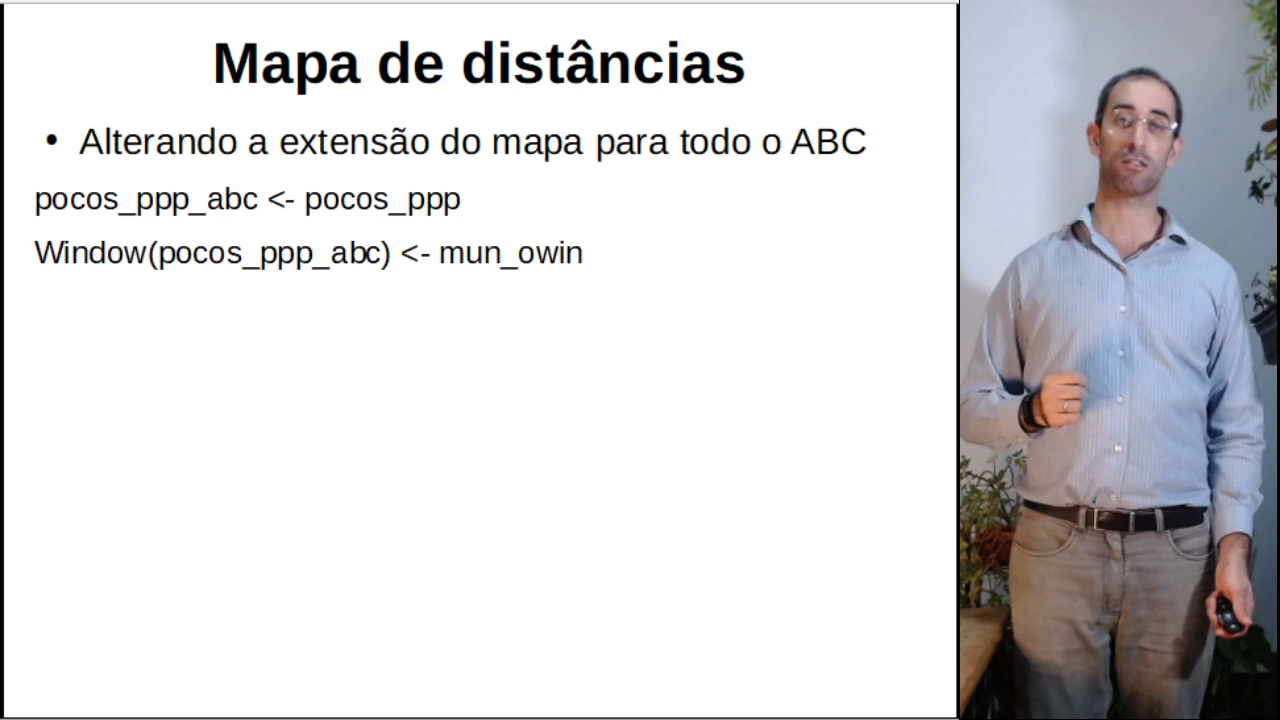 Mapa de distâncias
• Alterando a extensão do mapa para todo o ABC
pocos_ppp_abc <- pocos_ppp
Window(pocos_ppp_abc) <- mun_owin